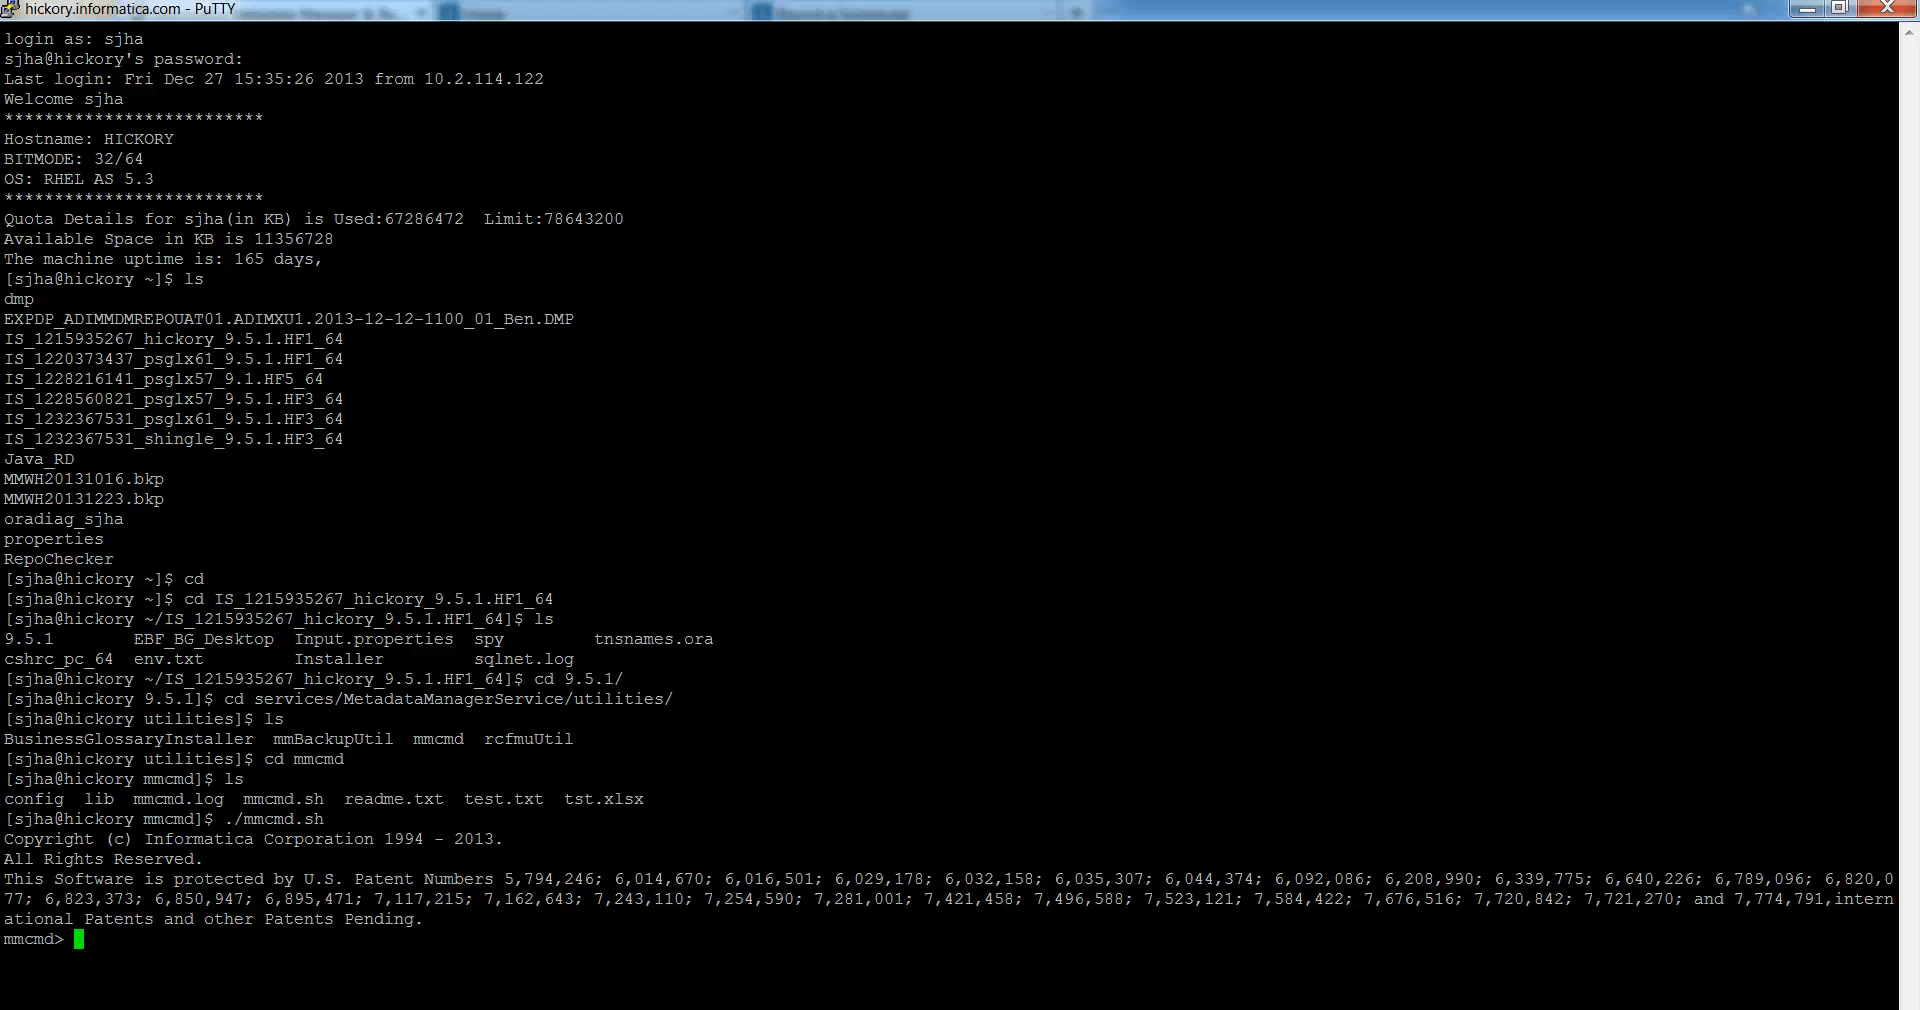 hickory.informatica.com - PuTTY
login as: sjha
sjha@hickory's password:
Last login: Fri Dec 27 15:35:26 2013 from 10.2.114.122
Welcome sjha
**************************
Hostname: HICKORY
BITMODE: 32/64
OS: RHEL AS 5.3
**************************
Quota Details for sjha(in KB) is Used:67286472  Limit:78643200
Available Space in KB is 11356728
The machine uptime is: 165 days,
[sjha@hickory ~]$ ls
dmp
EXPDP_ADIMMDMREPOUAT01.ADIMXU1.2013-12-12-1100_01_Ben.DMP
IS_1215935267_hickory_9.5.1.HF1_64
IS_1220373437_psglx61_9.5.1.HF1_64
IS_1228216141_psglx57_9.1.HF5_64
IS_1228560821_psglx57_9.5.1.HF3_64
IS_1232367531_psglx61_9.5.1.HF3_64
IS_1232367531_shingle_9.5.1.HF3_64
Java_RD
MMWH20131016.bkp
MMWH20131223.bkp
oradiag_sjha
properties
RepoChecker
[sjha@hickory ~]$ cd
[sjha@hickory ~]$ cd IS_1215935267_hickory_9.5.1.HF1_64
[sjha@hickory ~/IS_1215935267_hickory_9.5.1.HF1_64]$ ls
9.5.1        EBF_BG_Desktop  Input.properties  spy         tnsnames.ora
cshrc_pc_64  env.txt         Installer         sqlnet.log
[sjha@hickory ~/IS_1215935267_hickory_9.5.1.HF1_64]$ cd 9.5.1/
[sjha@hickory 9.5.1]$ cd services/MetadataManagerService/utilities/
[sjha@hickory utilities]$ ls
BusinessGlossaryInstaller  mmBackupUtil  mmcmd  rcfmuUtil
[sjha@hickory utilities]$ cd mmcmd
[sjha@hickory mmcmd]$ ls
config  lib  mmcmd.log  mmcmd.sh  readme.txt  test.txt  tst.xlsx
[sjha@hickory mmcmd]$ ./mmcmd.sh
Copyright (c) Informatica Corporation 1994 - 2013.
All Rights Reserved.
This Software is protected by U.S. Patent Numbers 5,794,246; 6,014,670; 6,016,501; 6,029,178; 6,032,158; 6,035,307; 6,044,374; 6,092,086; 6,208,990; 6,339,775; 6,640,226; 6,789,096; 6,820,0
77; 6,823,373; 6,850,947; 6,895,471; 7,117,215; 7,162,643; 7,243,110; 7,254,590; 7,281,001; 7,421,458; 7,496,588; 7,523,121; 7,584,422; 7,676,516; 7,720,842; 7,721,270; and 7,774,791,intern
ational Patents and other Patents Pending.
mmcmd>